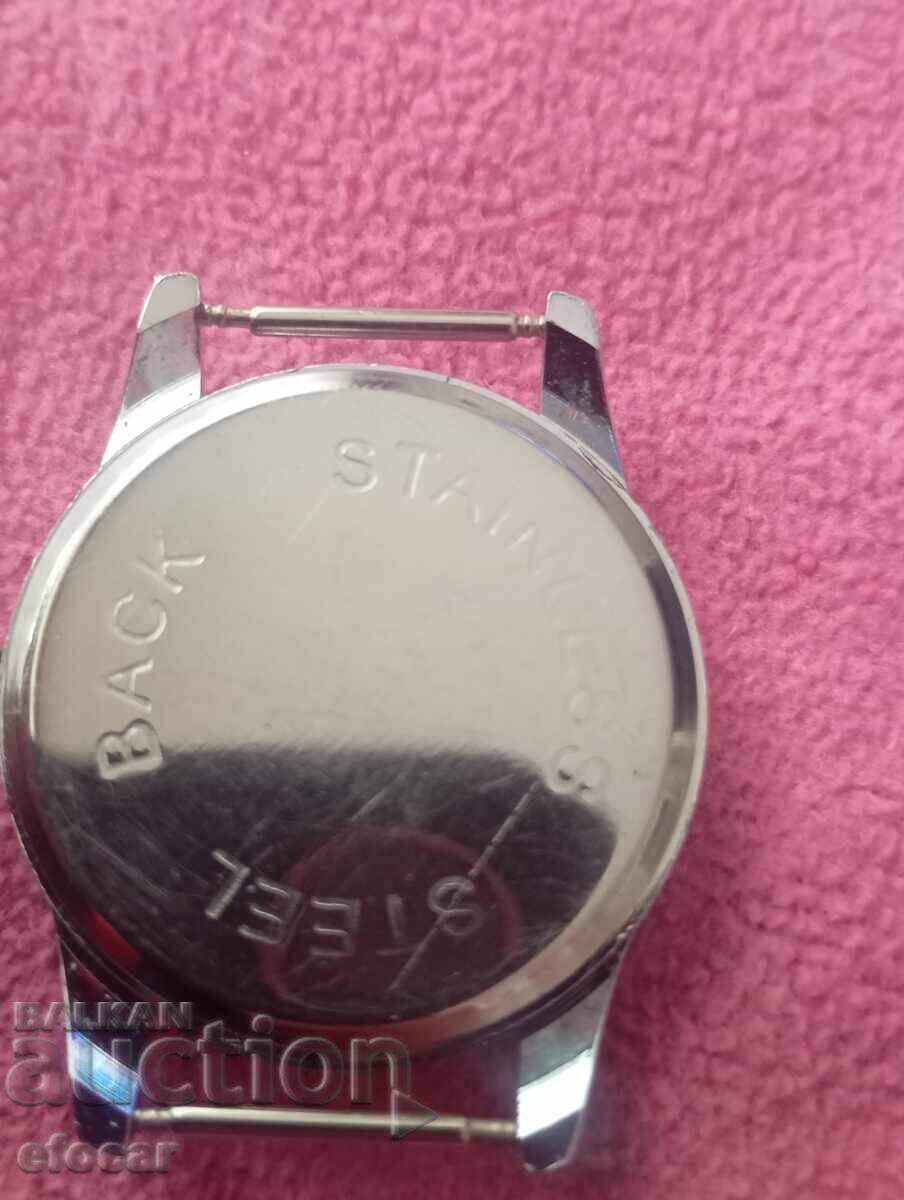 STAINLESS
STEEL
BACK
BALKAN
auction
efocar